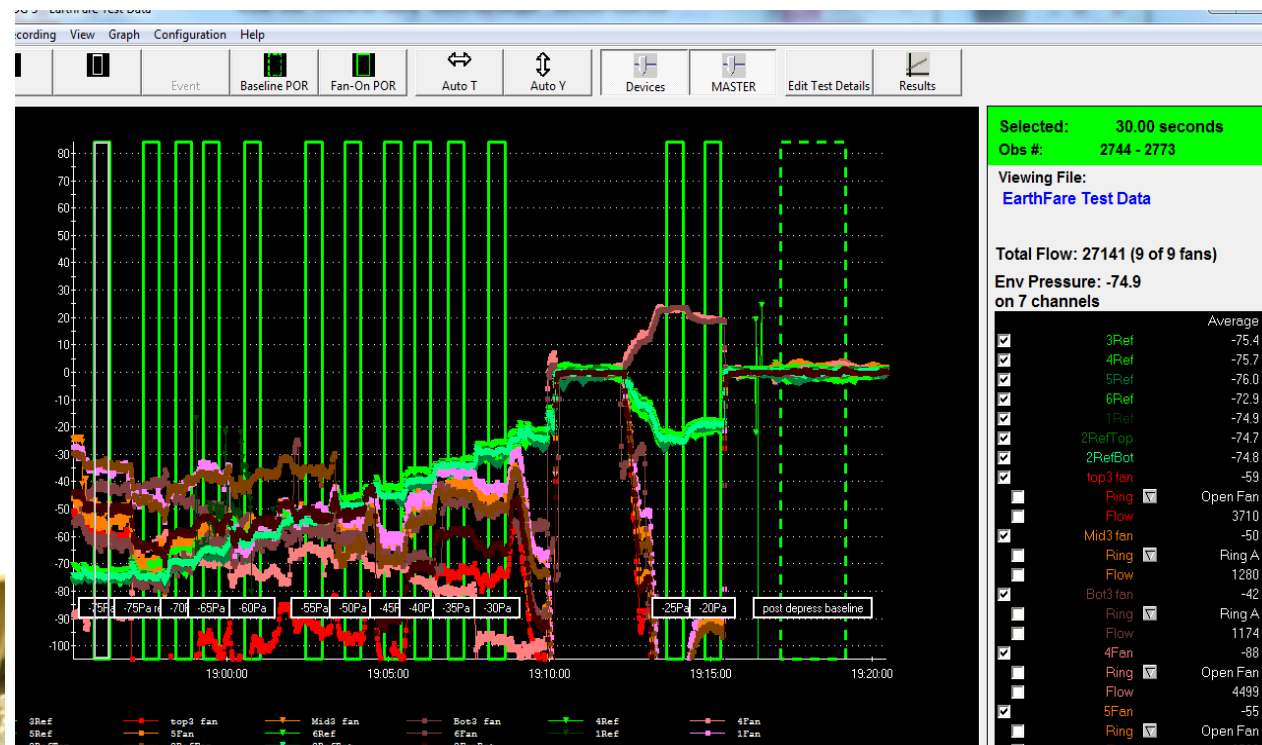 EarthFare Test Data
ecording View Graph Configuration Help
Event Baseline POR Fan-On POR Auto T Auto Y Devices MASTER Edit Test Details Results
Selected: 30.00 seconds
Obs #: 2744 - 2773
Viewing File:
EarthFare Test Data
Total Flow: 27141 (9 of 9 fans)
Env Pressure: -74.9
on 7 channels
Average
3Ref -75.4
4Ref -75.7
5Ref -76.0
6Ref -72.9
1Ref -74.9
2RefTop -74.7
2RefBot -74.8
top3 fan -59
Ring Open Fan
Flow 3710
Mid3 fan -50
Ring Ring A
Flow 1280
Bot3 fan -42
Ring Ring A
Flow 1174
4Fan -88
Ring Open Fan
Flow 4499
5Fan -55
Ring Open Fan
80
70
60
50
40
30
20
10
0
-10
-20
-30
-40
-50
-60
-70
-80
-90
-100
-75Pa -75Pa re -70P -65Pa -60Pa -55Pa -50Pa -45P -40P -35Pa -30Pa -25Pa -20Pa post depress baseline
19:00:00 19:05:00 19:10:00 19:15:00 19:20:00
3Ref top3 fan Mid3 fan Bot3 fan 4Ref 4Fan
5Ref 5Fan 6Ref 6Fan 1Ref 1Fan